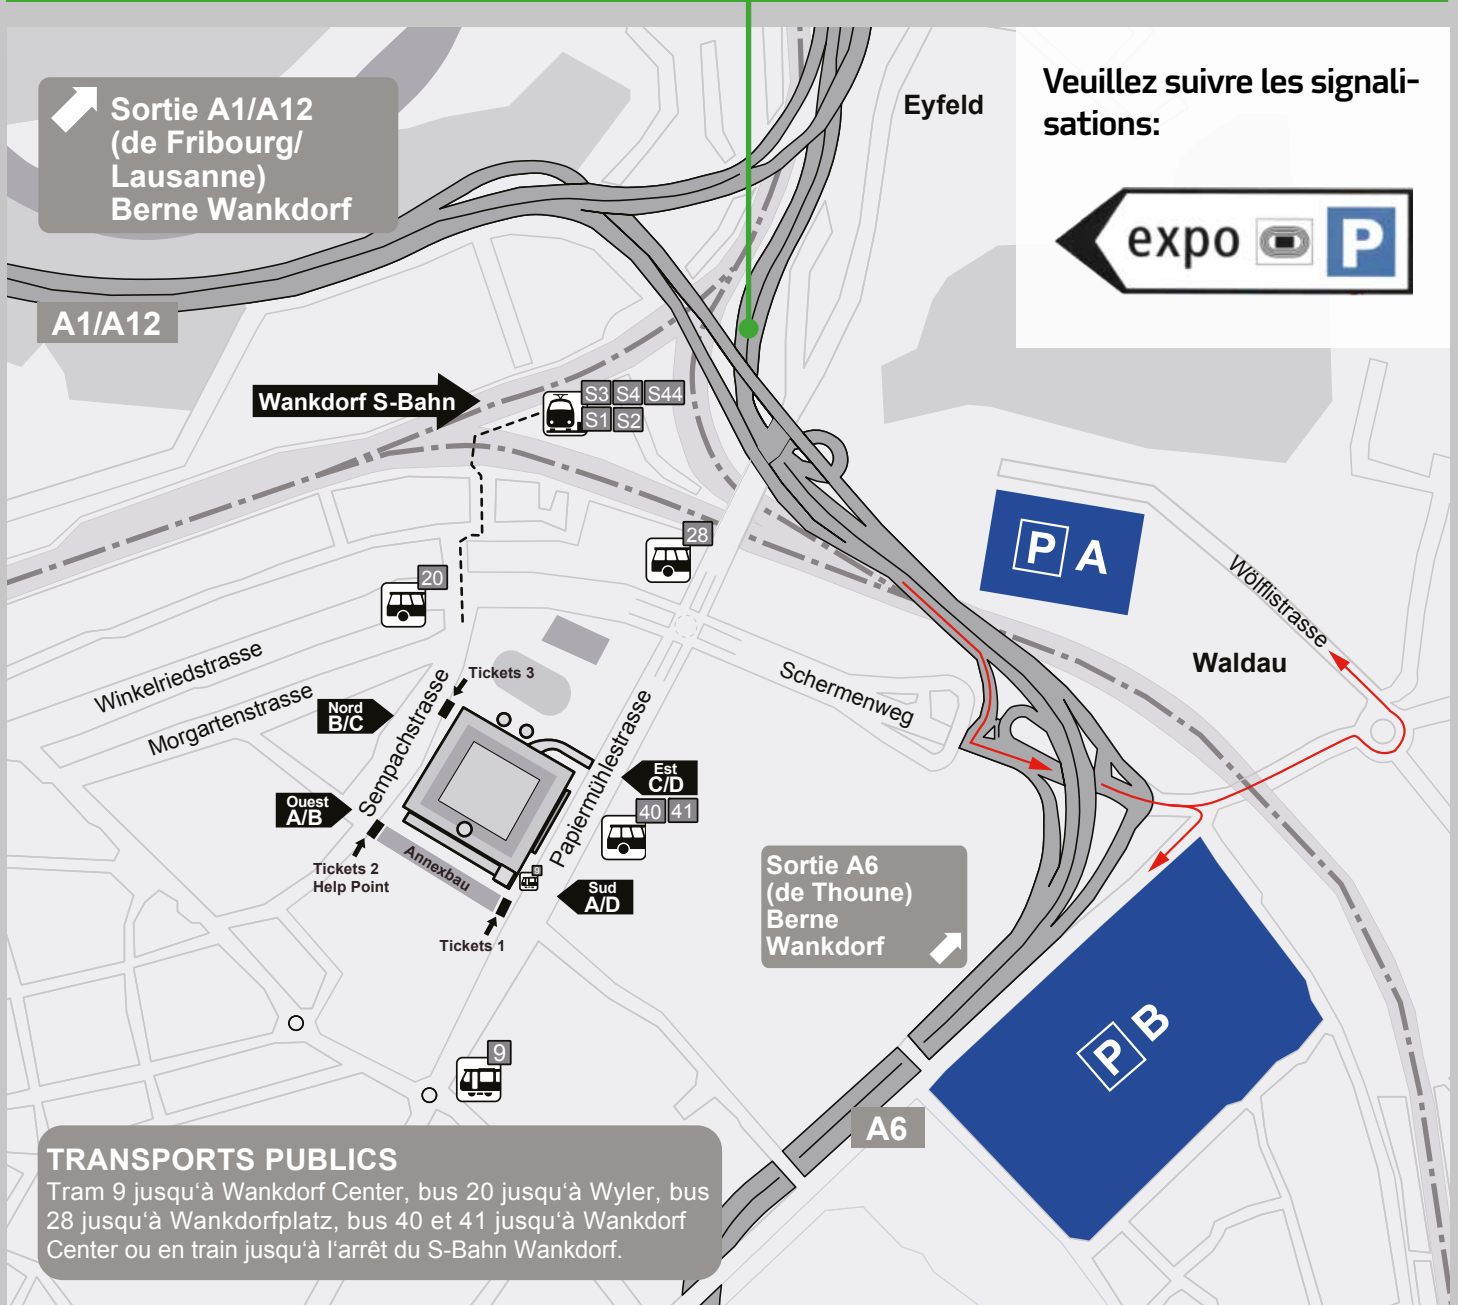 Sortie A1/A12
(de Fribourg/
Lausanne)
Berne Wankdorf
A1/A12
Eyfeld
Veuillez suivre les signali-
sations:
expo P
Wankdorf S-Bahn
S3 S4 S44
S1 S2
28
20
P A
Wölflistrasse
Waldau
Winkelriedstrasse
Morgartenstrasse
Sempachstrasse
Papiermühlestrasse
Schermenweg
Tickets 3
Nord
B/C
Est
C/D
40 41
Ouest
A/B
Tickets 2
Help Point
Annexbau
Sud
A/D
Tickets 1
Sortie A6
(de Thoune)
Berne
Wankdorf
P B
9
A6
TRANSPORTS PUBLICS
Tram 9 jusqu‘à Wankdorf Center, bus 20 jusqu‘à Wyler, bus
28 jusqu‘à Wankdorfplatz, bus 40 et 41 jusqu‘à Wankdorf
Center ou en train jusqu‘à l‘arrêt du S-Bahn Wankdorf.